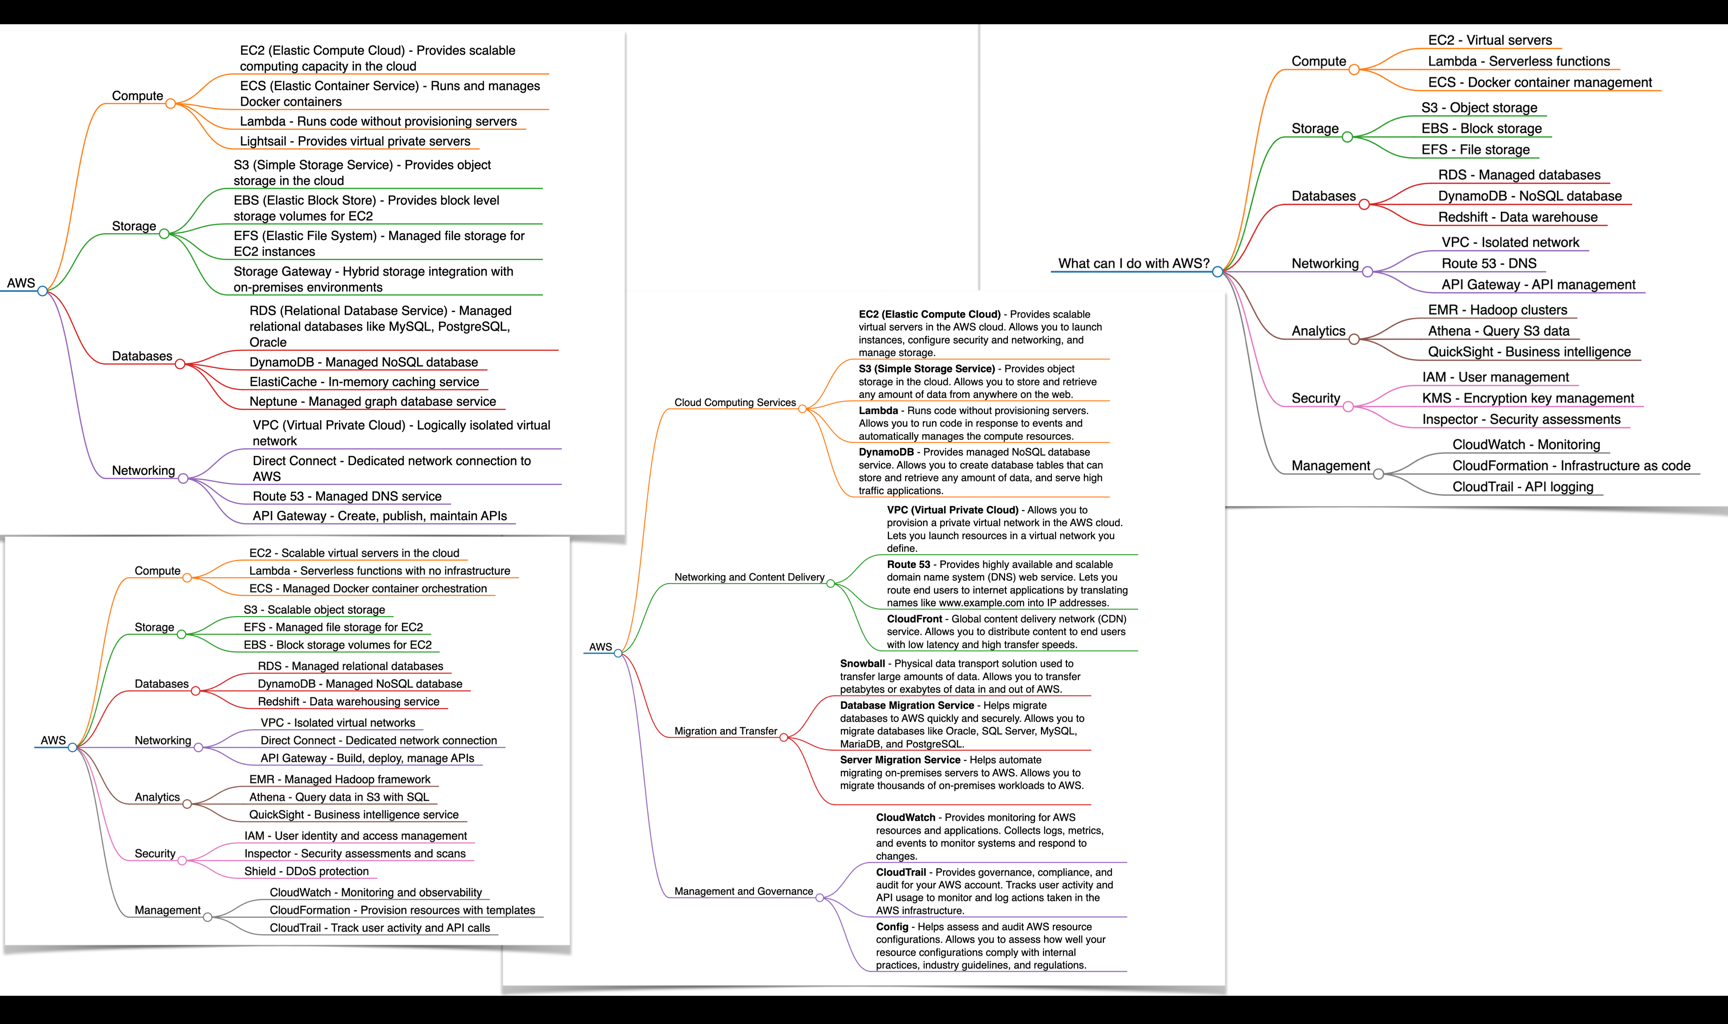 AWS
Compute
EC2 (Elastic Compute Cloud) - Provides scalable
computing capacity in the cloud
ECS (Elastic Container Service) - Runs and manages
Docker containers
Lambda - Runs code without provisioning servers
Lightsail - Provides virtual private servers
Storage
S3 (Simple Storage Service) - Provides object
storage in the cloud
EBS (Elastic Block Store) - Provides block level
storage volumes for EC2
EFS (Elastic File System) - Managed file storage for
EC2 instances
Storage Gateway - Hybrid storage integration with
on-premises environments
Databases
RDS (Relational Database Service) - Managed
relational databases like MySQL, PostgreSQL,
Oracle
DynamoDB - Managed NoSQL database
ElastiCache - In-memory caching service
Neptune - Managed graph database service
Networking
VPC (Virtual Private Cloud) - Logically isolated virtual
network
Direct Connect - Dedicated network connection to
AWS
Route 53 - Managed DNS service
API Gateway - Create, publish, maintain APIs
What can I do with AWS?
Compute
EC2 - Virtual servers
Lambda - Serverless functions
ECS - Docker container management
Storage
S3 - Object storage
EBS - Block storage
EFS - File storage
Databases
RDS - Managed databases
DynamoDB - NoSQL database
Redshift - Data warehouse
Networking
VPC - Isolated network
Route 53 - DNS
API Gateway - API management
Analytics
EMR - Hadoop clusters
Athena - Query S3 data
QuickSight - Business intelligence
Security
IAM - User management
KMS - Encryption key management
Inspector - Security assessments
Management
CloudWatch - Monitoring
CloudFormation - Infrastructure as code
CloudTrail - API logging
AWS
Compute
EC2 - Scalable virtual servers in the cloud
Lambda - Serverless functions with no infrastructure
ECS - Managed Docker container orchestration
Storage
S3 - Scalable object storage
EFS - Managed file storage for EC2
EBS - Block storage volumes for EC2
Databases
RDS - Managed relational databases
DynamoDB - Managed NoSQL database
Redshift - Data warehousing service
Networking
VPC - Isolated virtual networks
Direct Connect - Dedicated network connection
API Gateway - Build, deploy, manage APIs
Analytics
EMR - Managed Hadoop framework
Athena - Query data in S3 with SQL
QuickSight - Business intelligence service
Security
IAM - User identity and access management
Inspector - Security assessments and scans
Shield - DDoS protection
Management
CloudWatch - Monitoring and observability
CloudFormation - Provision resources with templates
CloudTrail - Track user activity and API calls
AWS
Cloud Computing Services
EC2 (Elastic Compute Cloud) - Provides scalable
virtual servers in the AWS cloud. Allows you to launch
instances, configure security and networking, and
manage storage.
S3 (Simple Storage Service) - Provides object
storage in the cloud. Allows you to store and retrieve
any amount of data from anywhere on the web.
Lambda - Runs code without provisioning servers.
Allows you to run code in response to events and
automatically manages the compute resources.
DynamoDB - Provides managed NoSQL database
service. Allows you to create database tables that can
store and retrieve any amount of data, and serve high
traffic applications.
Networking and Content Delivery
VPC (Virtual Private Cloud) - Allows you to
provision a private virtual network in the AWS cloud.
Lets you launch resources in a virtual network you
define.
Route 53 - Provides highly available and scalable
domain name system (DNS) web service. Lets you
route end users to internet applications by translating
names like www.example.com into IP addresses.
CloudFront - Global content delivery network (CDN)
service. Allows you to distribute content to end users
with low latency and high transfer speeds.
Migration and Transfer
Snowball - Physical data transport solution used to
transfer large amounts of data. Allows you to transfer
petabytes or exabytes of data in and out of AWS.
Database Migration Service - Helps migrate
databases to AWS quickly and securely. Allows you to
migrate databases like Oracle, SQL Server, MySQL,
MariaDB, and PostgreSQL.
Server Migration Service - Helps automate
migrating on-premises servers to AWS. Allows you to
migrate thousands of on-premises workloads to AWS.
Management and Governance
CloudWatch - Provides monitoring for AWS
resources and applications. Collects logs, metrics,
and events to monitor systems and respond to
changes.
CloudTrail - Provides governance, compliance, and
audit for your AWS account. Tracks user activity and
API usage to monitor and log actions taken in the
AWS infrastructure.
Config - Helps assess and audit AWS resource
configurations. Allows you to assess how well your
resource configurations comply with internal
practices, industry guidelines, and regulations.